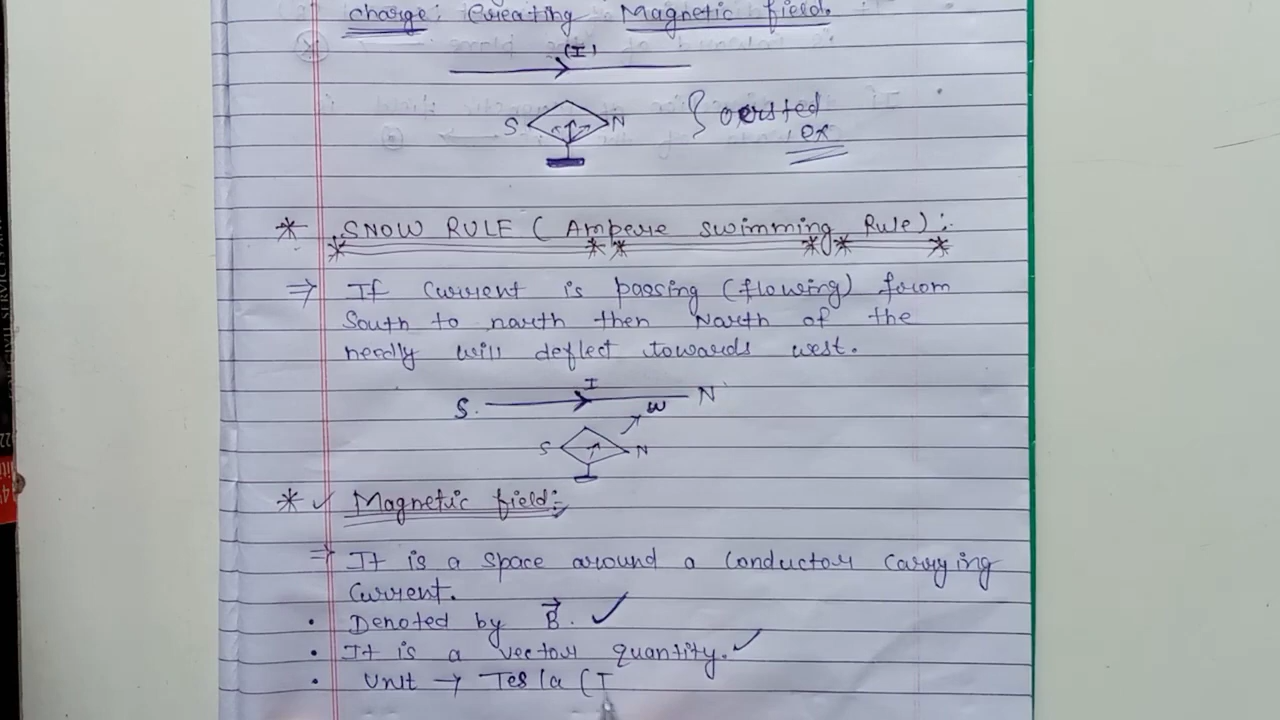 charge: Creating Magnetic field.
(I)
S N { oersted
ex
* SNOW RULE ( Ampere swimming Rule) :-
⇒ If current is passing (flowing) from
South to narth then Narth of the
needly will deflect towards west.
I
S. N
W
S N
* ✓ Magnetic field:-
⇒ It is a space around a conductor carrying
current.
• Denoted by B⃗. ✓
• It is a vector quantity. ✓
• Unit → Tesla (T